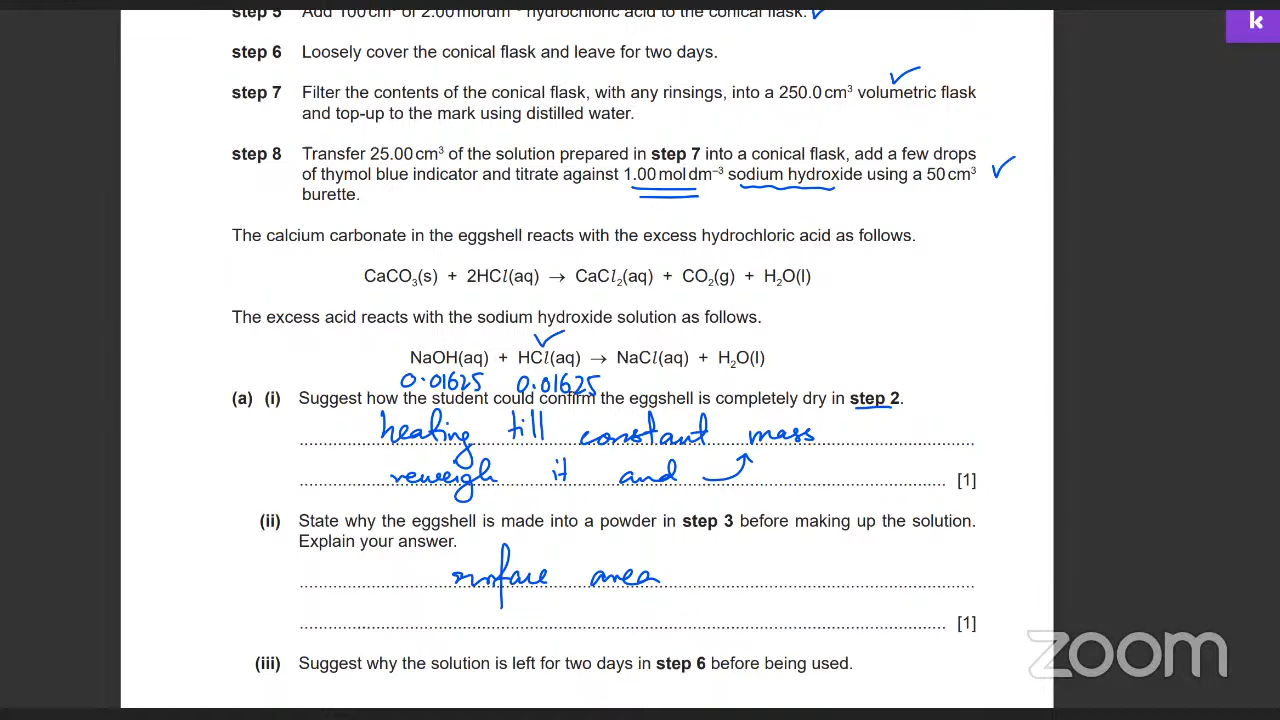 k
step 5 Add 100 cm³ of 2.00 mol dm⁻³ hydrochloric acid to the conical flask.
step 6 Loosely cover the conical flask and leave for two days.
step 7 Filter the contents of the conical flask, with any rinsings, into a 250.0 cm³ volumetric flask
and top-up to the mark using distilled water.
step 8 Transfer 25.00 cm³ of the solution prepared in step 7 into a conical flask, add a few drops
of thymol blue indicator and titrate against 1.00 mol dm⁻³ sodium hydroxide using a 50 cm³
burette.
The calcium carbonate in the eggshell reacts with the excess hydrochloric acid as follows.
CaCO₃(s) + 2HCl(aq) → CaCl₂(aq) + CO₂(g) + H₂O(l)
The excess acid reacts with the sodium hydroxide solution as follows.
NaOH(aq) + HCl(aq) → NaCl(aq) + H₂O(l)
0.01625 0.01625
(a) (i) Suggest how the student could confirm the eggshell is completely dry in step 2.
heating till constant mass
reweigh it and
[1]
(ii) State why the eggshell is made into a powder in step 3 before making up the solution.
Explain your answer.
surface area
[1]
(iii) Suggest why the solution is left for two days in step 6 before being used.
zoom